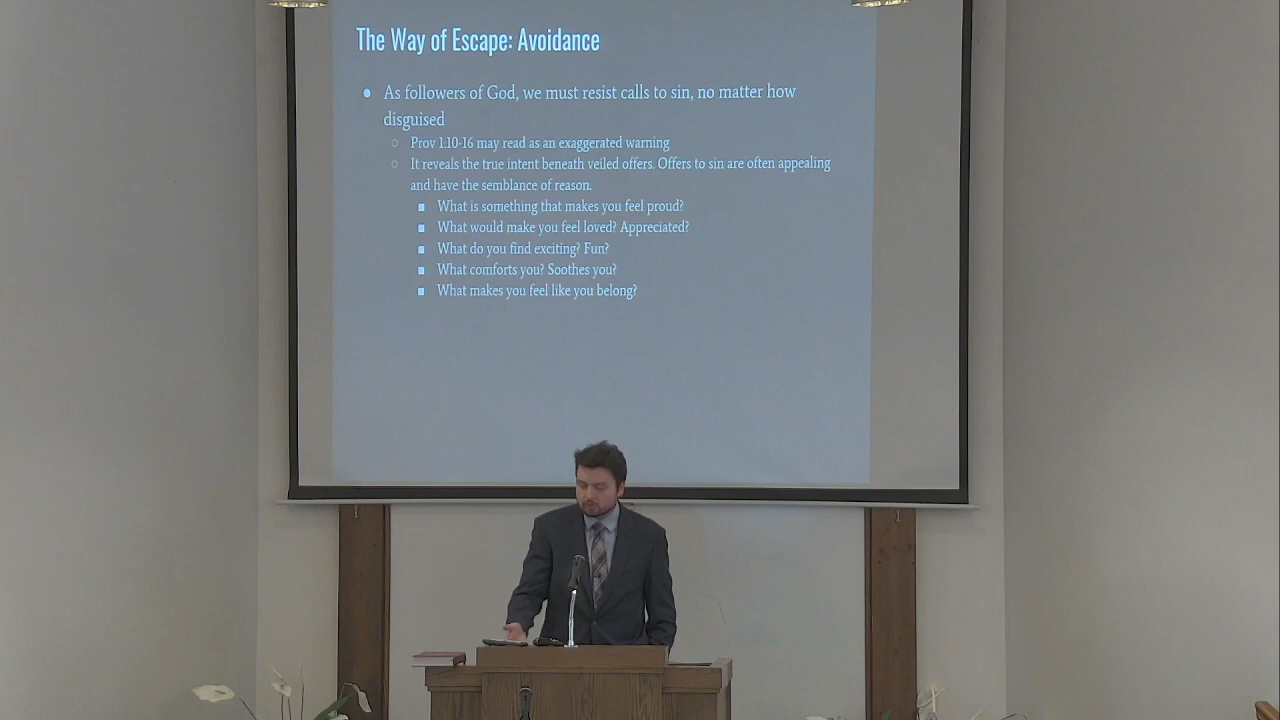 The Way of Escape: Avoidance
● As followers of God, we must resist calls to sin, no matter how
disguised
○ Prov 1:10-16 may read as an exaggerated warning
○ It reveals the true intent beneath veiled offers. Offers to sin are often appealing
and have the semblance of reason.
■ What is something that makes you feel proud?
■ What would make you feel loved? Appreciated?
■ What do you find exciting? Fun?
■ What comforts you? Soothes you?
■ What makes you feel like you belong?